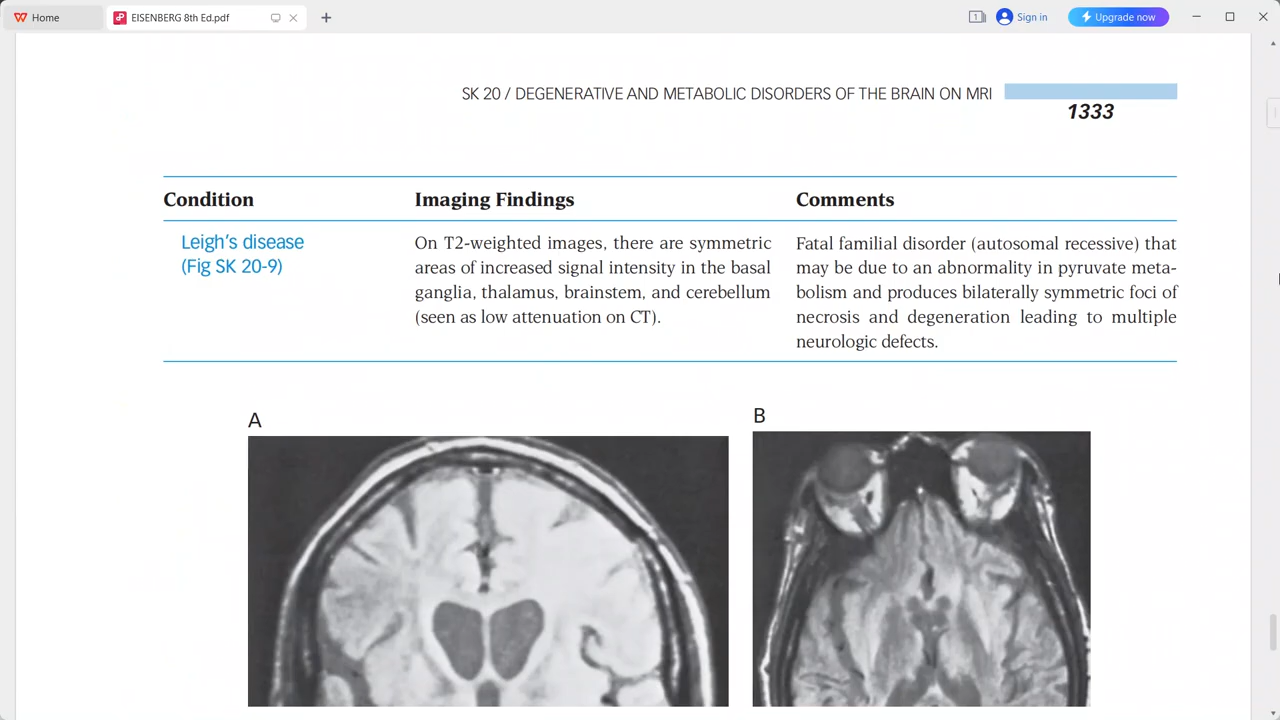 Home
EISENBERG 8th Ed.pdf
1
Sign in
Upgrade now
SK 20 / DEGENERATIVE AND METABOLIC DISORDERS OF THE BRAIN ON MRI
1333
Condition
Imaging Findings
Comments
Leigh's disease
(Fig SK 20-9)
On T2-weighted images, there are symmetric
areas of increased signal intensity in the basal
ganglia, thalamus, brainstem, and cerebellum
(seen as low attenuation on CT).
Fatal familial disorder (autosomal recessive) that
may be due to an abnormality in pyruvate meta-
bolism and produces bilaterally symmetric foci of
necrosis and degeneration leading to multiple
neurologic defects.
A
B